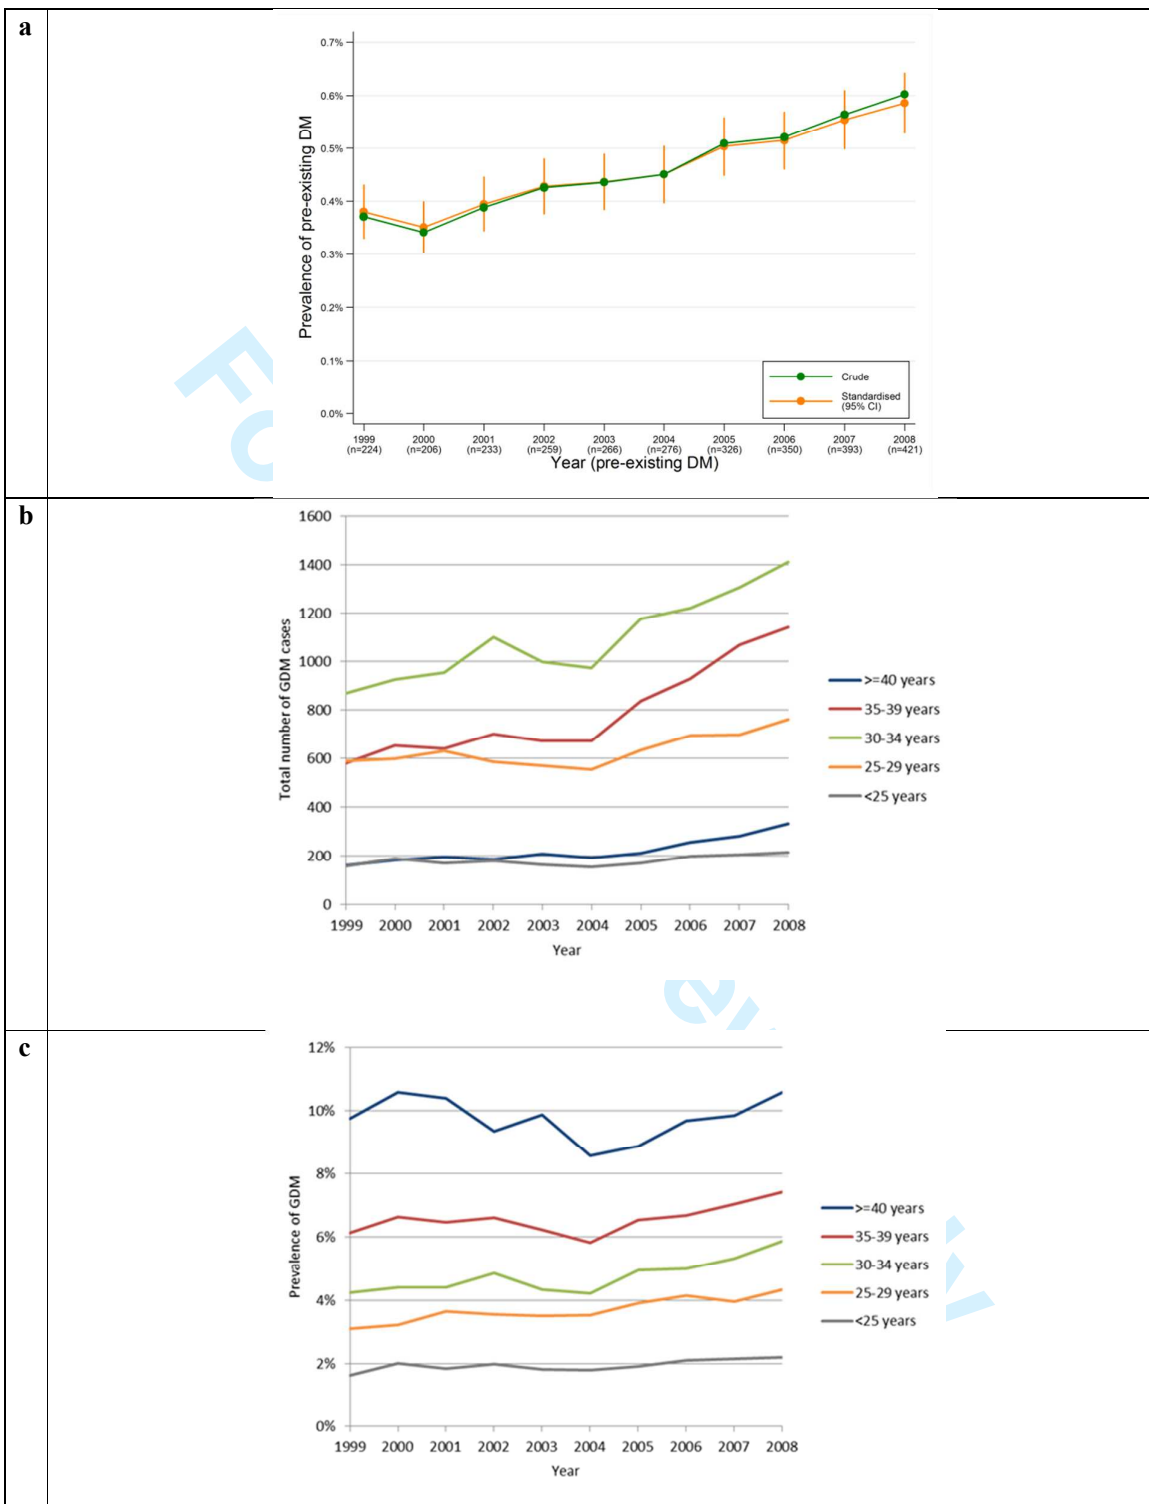 a
0.7%
0.6%
0.5%
0.4%
0.3%
0.2%
0.1%
0.0%
Prevalence of pre-existing DM
Crude
Standardised
(95% CI)
1999 2000 2001 2002 2003 2004 2005 2006 2007 2008
(n=224) (n=206) (n=233) (n=259) (n=266) (n=276) (n=326) (n=350) (n=393) (n=421)
Year (pre-existing DM)
b
1600
1400
1200
1000
800
600
400
200
0
Total number of GDM cases
>=40 years
35-39 years
30-34 years
25-29 years
<25 years
1999 2000 2001 2002 2003 2004 2005 2006 2007 2008
Year
c
12%
10%
8%
6%
4%
2%
0%
Prevalence of GDM
>=40 years
35-39 years
30-34 years
25-29 years
<25 years
1999 2000 2001 2002 2003 2004 2005 2006 2007 2008
Year